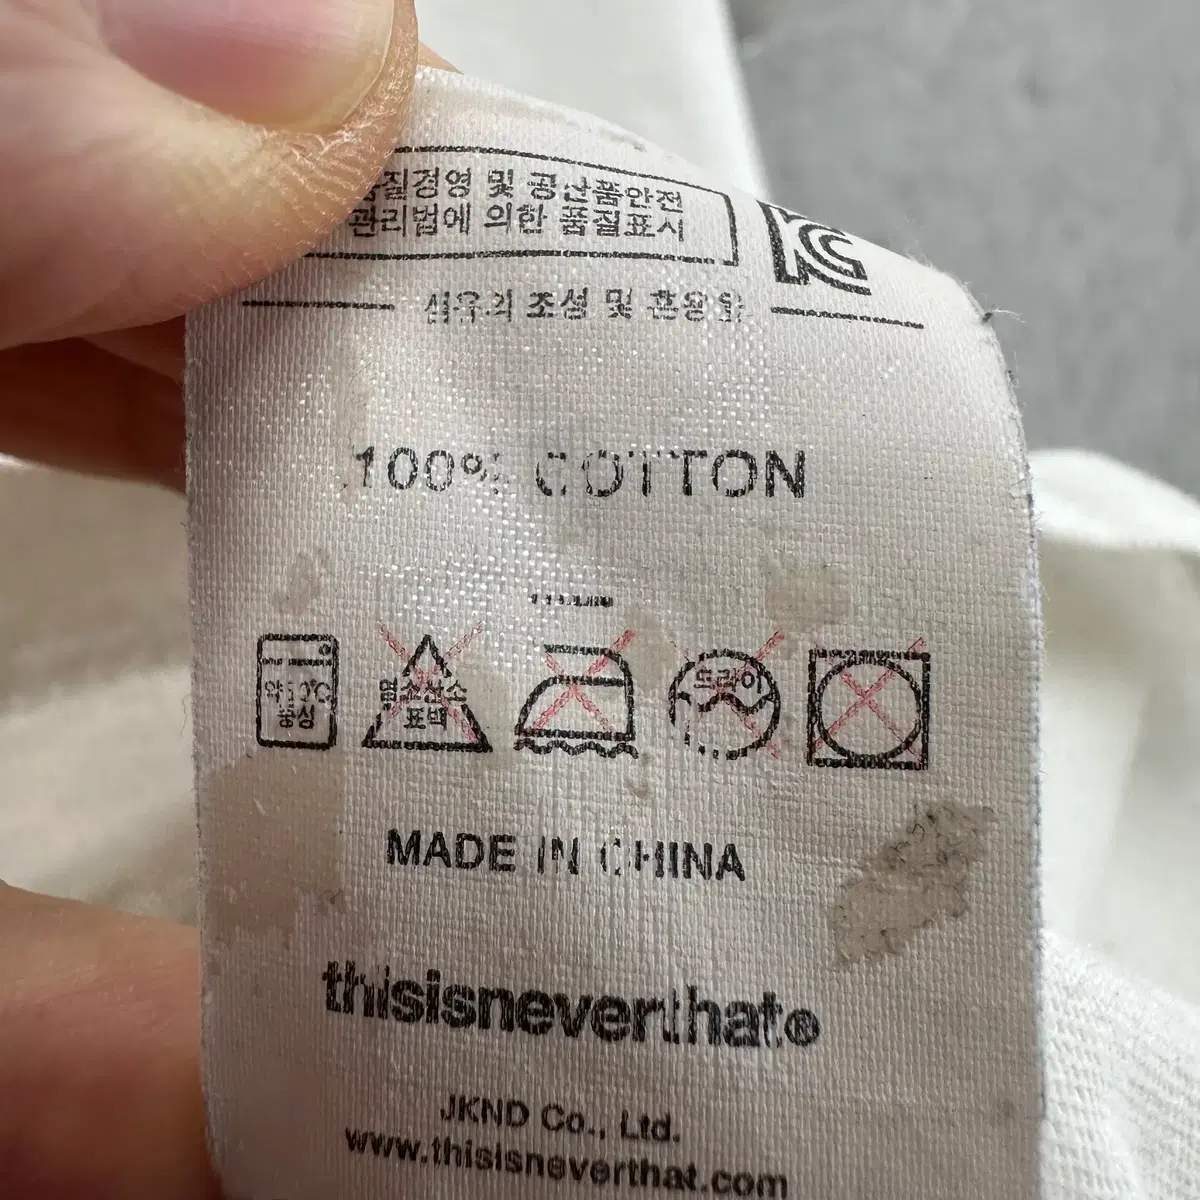 품질경영 및 공산품안전
관리법에 의한 품질표시
섬유의 조성 및 혼용율
100% COTTON
염소산소
표백
드라이
중성
MADE IN CHINA
thisisneverthat®
JKND Co., Ltd.
www.thisisneverthat.com